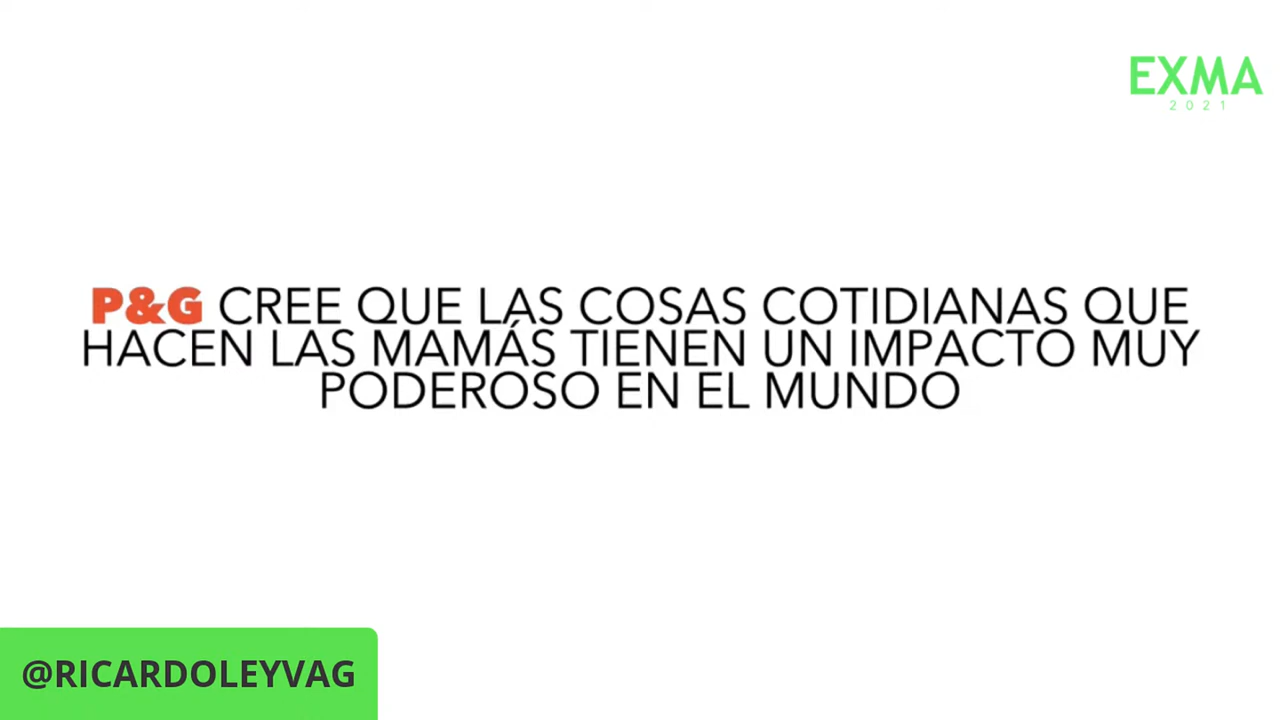 EXMA
2021
P&G CREE QUE LAS COSAS COTIDIANAS QUE
HACEN LAS MAMÁS TIENEN UN IMPACTO MUY
PODEROSO EN EL MUNDO
@RICARDOLEYVAG